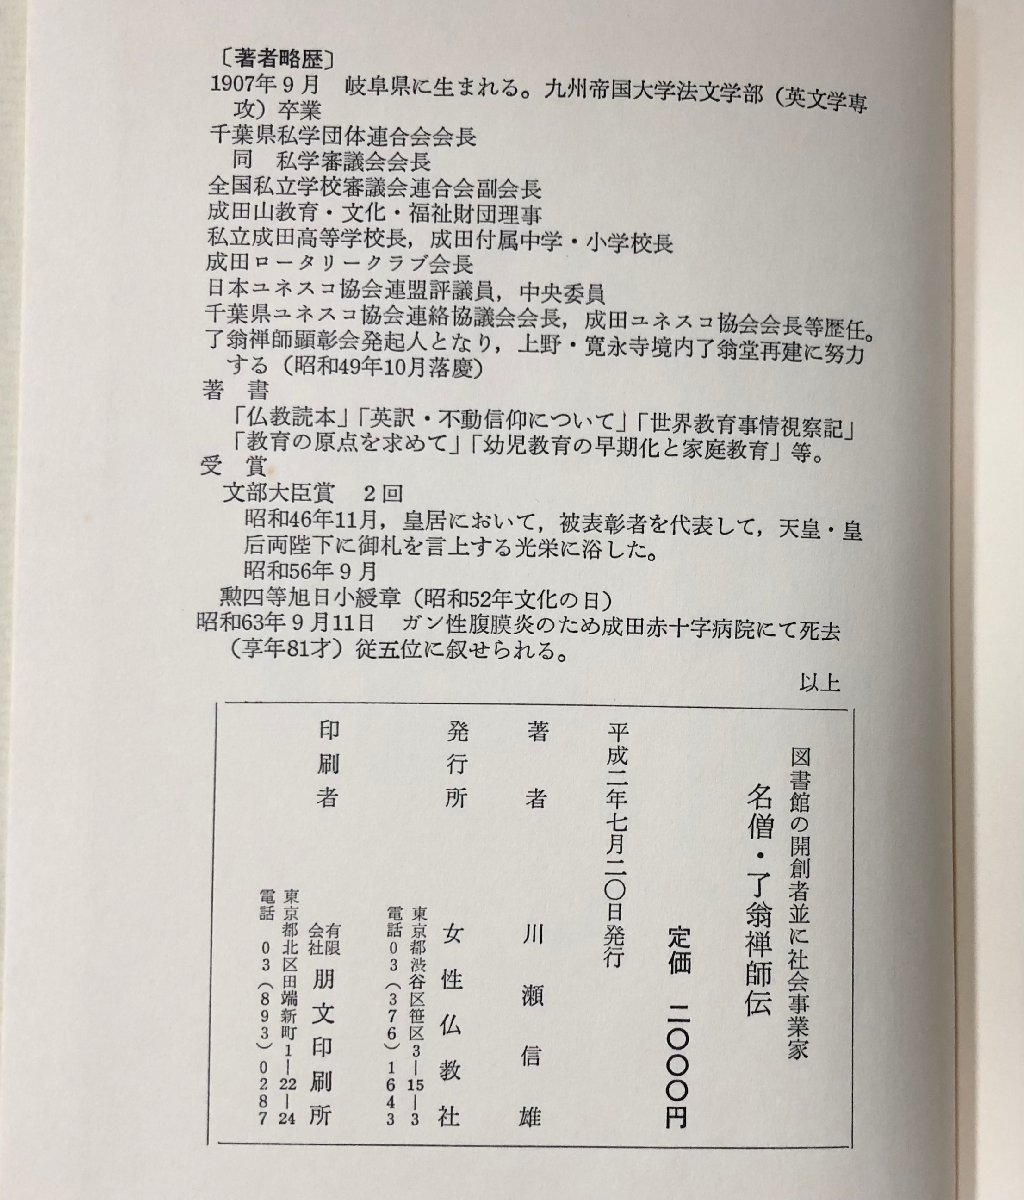 〔著者略歴〕
1907年9月　岐阜県に生まれる。九州帝国大学法文学部（英文学専
攻）卒業
千葉県私学団体連合会会長
同　私学審議会会長
全国私立学校審議会連合会副会長
成田山教育・文化・福祉財団理事
私立成田高等学校長，成田付属中学・小学校長
成田ロータリークラブ会長
日本ユネスコ協会連盟評議員，中央委員
千葉県ユネスコ協会連絡協議会会長，成田ユネスコ協会会長等歴任。
了翁禅師顕彰会発起人となり，上野・寛永寺境内了翁堂再建に努力
する（昭和49年10月落慶）
著　書
「仏教読本」「英訳・不動信仰について」「世界教育事情視察記」
「教育の原点を求めて」「幼児教育の早期化と家庭教育」等。
受　賞
文部大臣賞　2回
昭和46年11月，皇居において，被表彰者を代表して，天皇・皇
后両陛下に御札を言上する光栄に浴した。
昭和56年9月
勲四等旭日小綬章（昭和52年文化の日）
昭和63年9月11日　ガン性腹膜炎のため成田赤十字病院にて死去
（享年81才）従五位に叙せられる。
以上
図書館の開創者並に社会事業家
名僧・了翁禅師伝
定価　二〇〇〇円
平成二年七月二〇日発行
著者　川瀬信雄
発行所　女性仏教社
東京都渋谷区笹区3―15―3
電話03(376)1643
印刷者　有限会社　朋文印刷所
東京都北区田端新町1―22―24
電話　03(893)0287